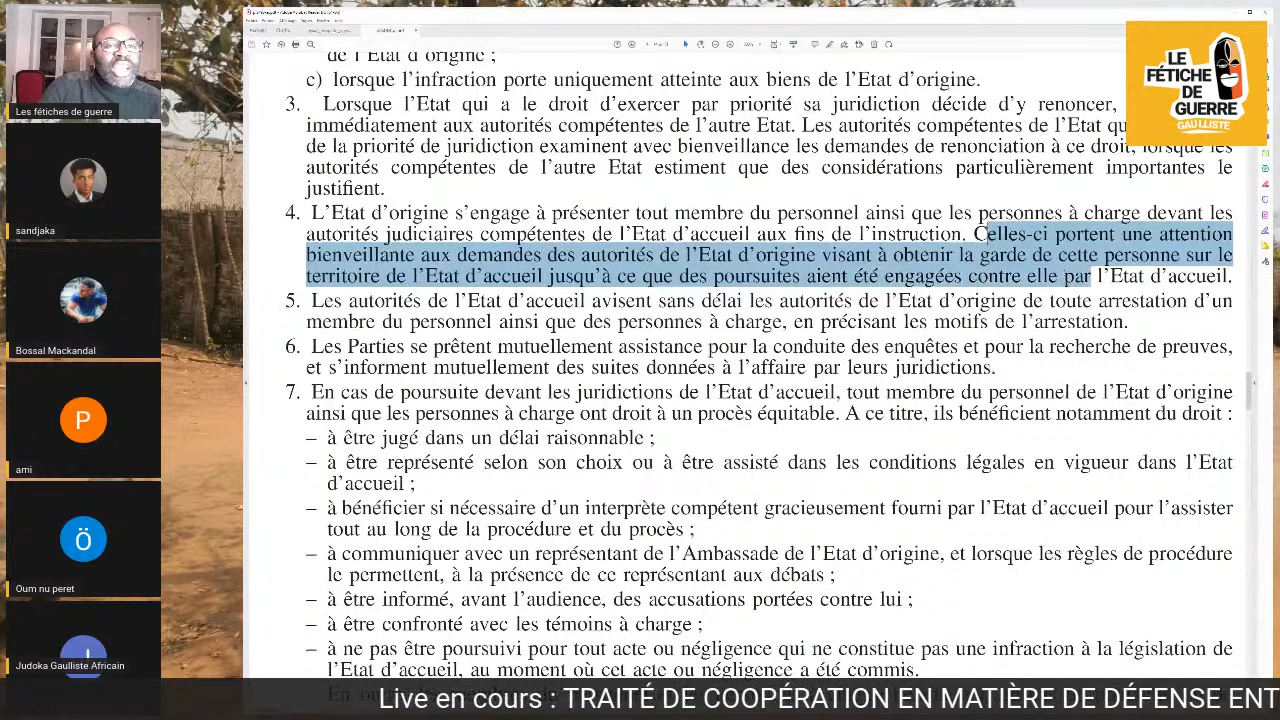 Les fétiches de guerre
sandjaka
Bossal Mackandal
P
ami
Ö
Oum nu peret
Judoka Gaulliste Africain
LE
FÉTICHE
DE
GUERRE
GAULLISTE
de l’Etat d’origine ;
c) lorsque l’infraction porte uniquement atteinte aux biens de l’Etat d’origine.
3. Lorsque l’Etat qui a le droit d’exercer par priorité sa juridiction décide d’y renoncer,
immédiatement aux autorités compétentes de l’autre Etat. Les autorités compétentes de l’Etat
de la priorité de juridiction examinent avec bienveillance les demandes de renonciation à ce droit, lorsque les
autorités compétentes de l’autre Etat estiment que des considérations particulièrement importantes le
justifient.
4. L’Etat d’origine s’engage à présenter tout membre du personnel ainsi que les personnes à charge devant les
autorités judiciaires compétentes de l’Etat d’accueil aux fins de l’instruction. Celles-ci portent une attention
bienveillante aux demandes des autorités de l’Etat d’origine visant à obtenir la garde de cette personne sur le
territoire de l’Etat d’accueil jusqu’à ce que des poursuites aient été engagées contre elle par l’Etat d’accueil.
5. Les autorités de l’Etat d’accueil avisent sans délai les autorités de l’Etat d’origine de toute arrestation d’un
membre du personnel ainsi que des personnes à charge, en précisant les motifs de l’arrestation.
6. Les Parties se prêtent mutuellement assistance pour la conduite des enquêtes et pour la recherche de preuves,
et s’informent mutuellement des suites données à l’affaire par leurs juridictions.
7. En cas de poursuite devant les juridictions de l’Etat d’accueil, tout membre du personnel de l’Etat d’origine
ainsi que les personnes à charge ont droit à un procès équitable. A ce titre, ils bénéficient notamment du droit :
– à être jugé dans un délai raisonnable ;
– à être représenté selon son choix ou à être assisté dans les conditions légales en vigueur dans l’Etat
d’accueil ;
– à bénéficier si nécessaire d’un interprète compétent gracieusement fourni par l’Etat d’accueil pour l’assister
tout au long de la procédure et du procès ;
– à communiquer avec un représentant de l’Ambassade de l’Etat d’origine, et lorsque les règles de procédure
le permettent, à la présence de ce représentant aux débats ;
– à être informé, avant l’audience, des accusations portées contre lui ;
– à être confronté avec les témoins à charge ;
– à ne pas être poursuivi pour tout acte ou négligence qui ne constitue pas une infraction à la législation de
l’Etat d’accueil, au moment où cet acte ou négligence a été commis.
Live en cours : TRAITÉ DE COOPÉRATION EN MATIÈRE DE DÉFENSE ENT